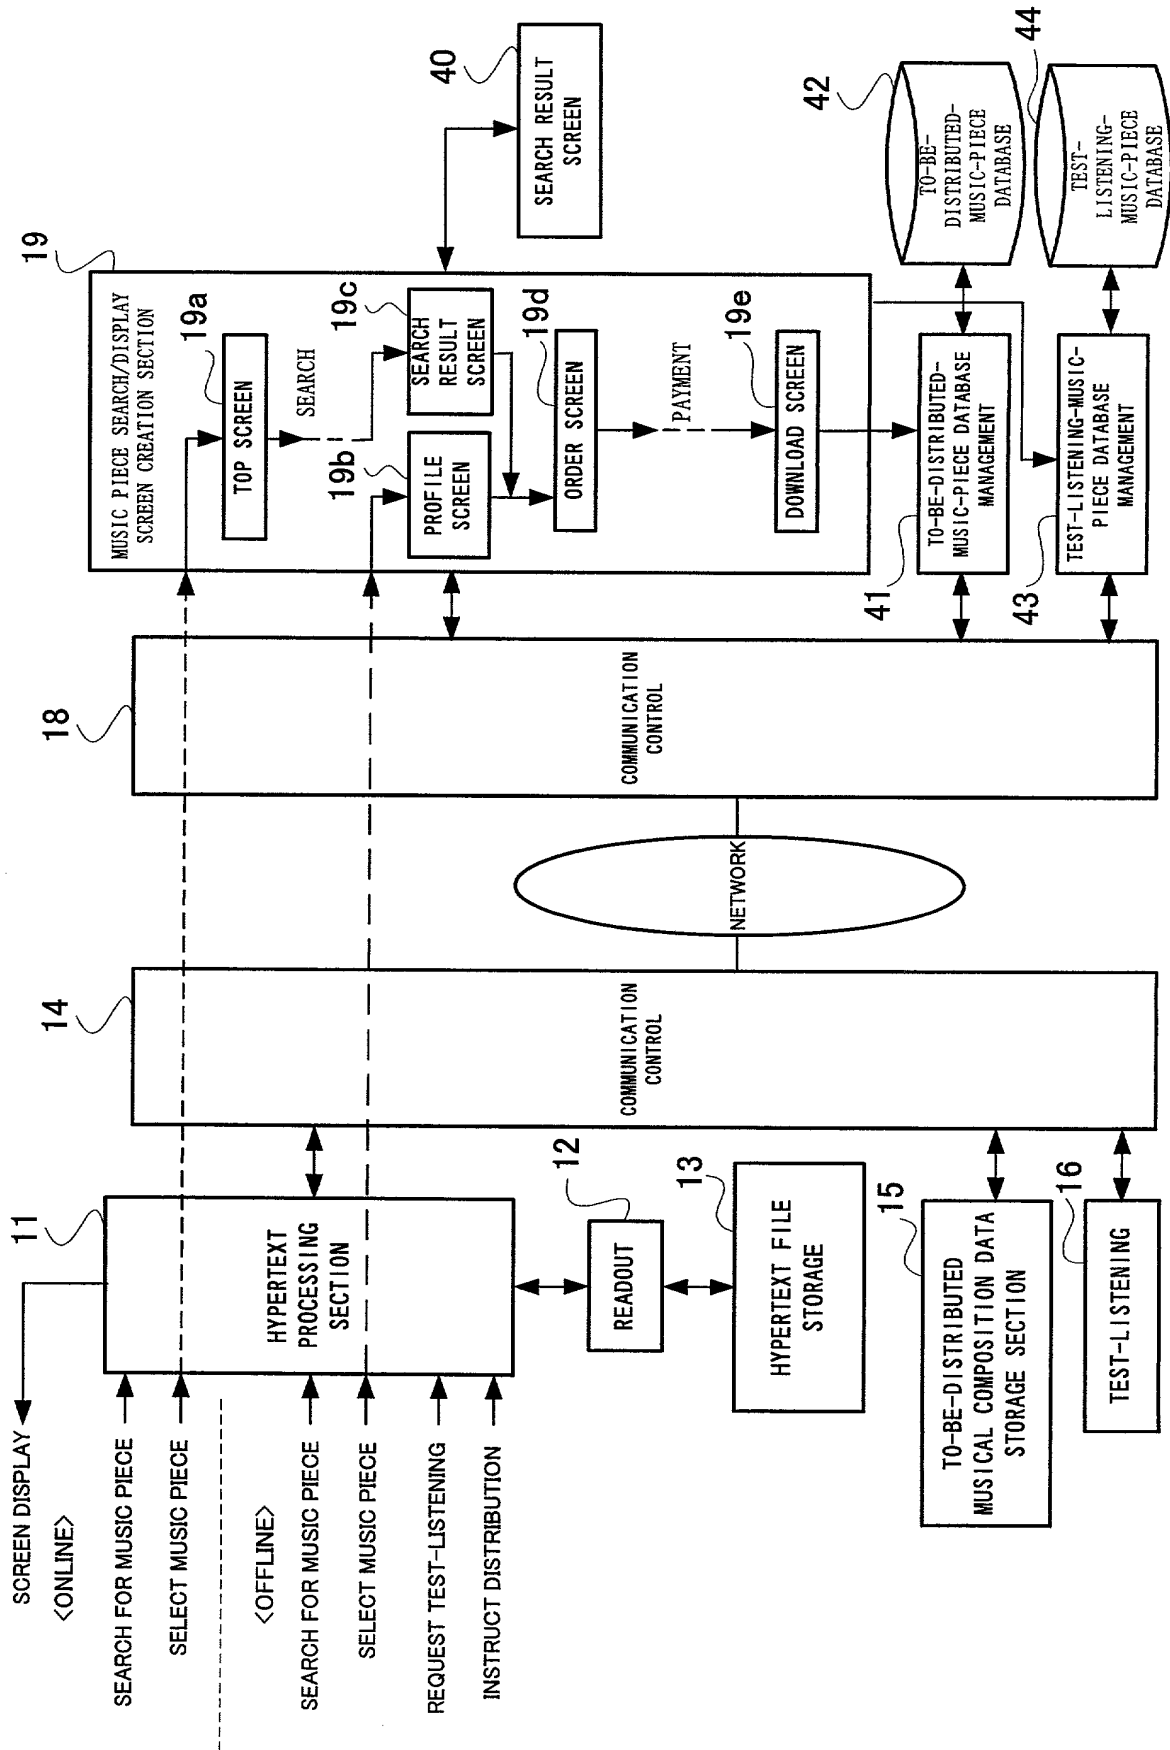 SCREEN DISPLAY
<ONLINE>
SEARCH FOR MUSIC PIECE
SELECT MUSIC PIECE
<OFFLINE>
SEARCH FOR MUSIC PIECE
SELECT MUSIC PIECE
REQUEST TEST-LISTENING
INSTRUCT DISTRIBUTION
11
HYPERTEXT
PROCESSING
SECTION
12
READOUT
13
HYPERTEXT FILE
STORAGE
15
TO-BE-DISTRIBUTED
MUSICAL COMPOSITION DATA
STORAGE SECTION
16
TEST-LISTENING
14
COMMUNICATION
CONTROL
NETWORK
18
COMMUNICATION
CONTROL
19
MUSIC PIECE SEARCH/DISPLAY
SCREEN CREATION SECTION
19a
TOP SCREEN
SEARCH
19b
PROFILE
SCREEN
19c
SEARCH
RESULT
SCREEN
19d
ORDER SCREEN
PAYMENT
19e
DOWNLOAD SCREEN
40
SEARCH RESULT
SCREEN
41
TO-BE-DISTRIBUTED-
MUSIC-PIEGE DATABASE
MANAGEMENT
42
TO-BE-
DISTRIBUTED-
MUSIC-PIECE
DATABASE
43
TEST-LISTENING-MUSIC-
PIECE DATABASE
MANAGEMENT
44
TEST-
LISTENING-
MUSIC-PIECE
DATABASE